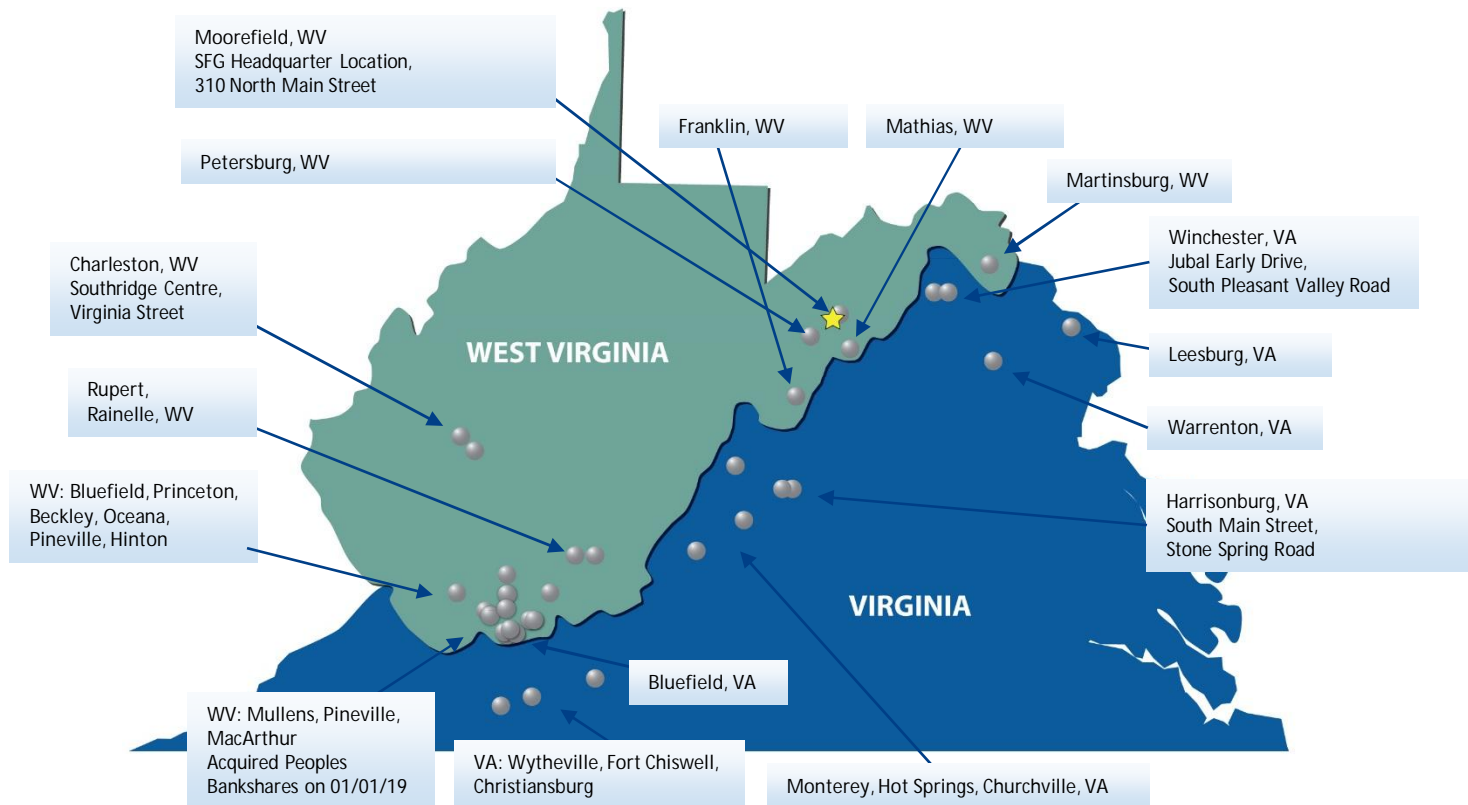 Moorefield, WV
SFG Headquarter Location,
310 North Main Street
Franklin, WV
Mathias, WV
Petersburg, WV
Martinsburg, WV
Winchester, VA
Jubal Early Drive,
South Pleasant Valley Road
Charleston, WV
Southridge Centre,
Virginia Street
WEST VIRGINIA
Leesburg, VA
Rupert,
Rainelle, WV
Warrenton, VA
WV: Bluefield, Princeton,
Beckley, Oceana,
Pineville, Hinton
Harrisonburg, VA
South Main Street,
Stone Spring Road
VIRGINIA
Bluefield, VA
WV: Mullens, Pineville,
MacArthur
Acquired Peoples
Bankshares on 01/01/19
VA: Wytheville, Fort Chiswell,
Christiansburg
Monterey, Hot Springs, Churchville, VA